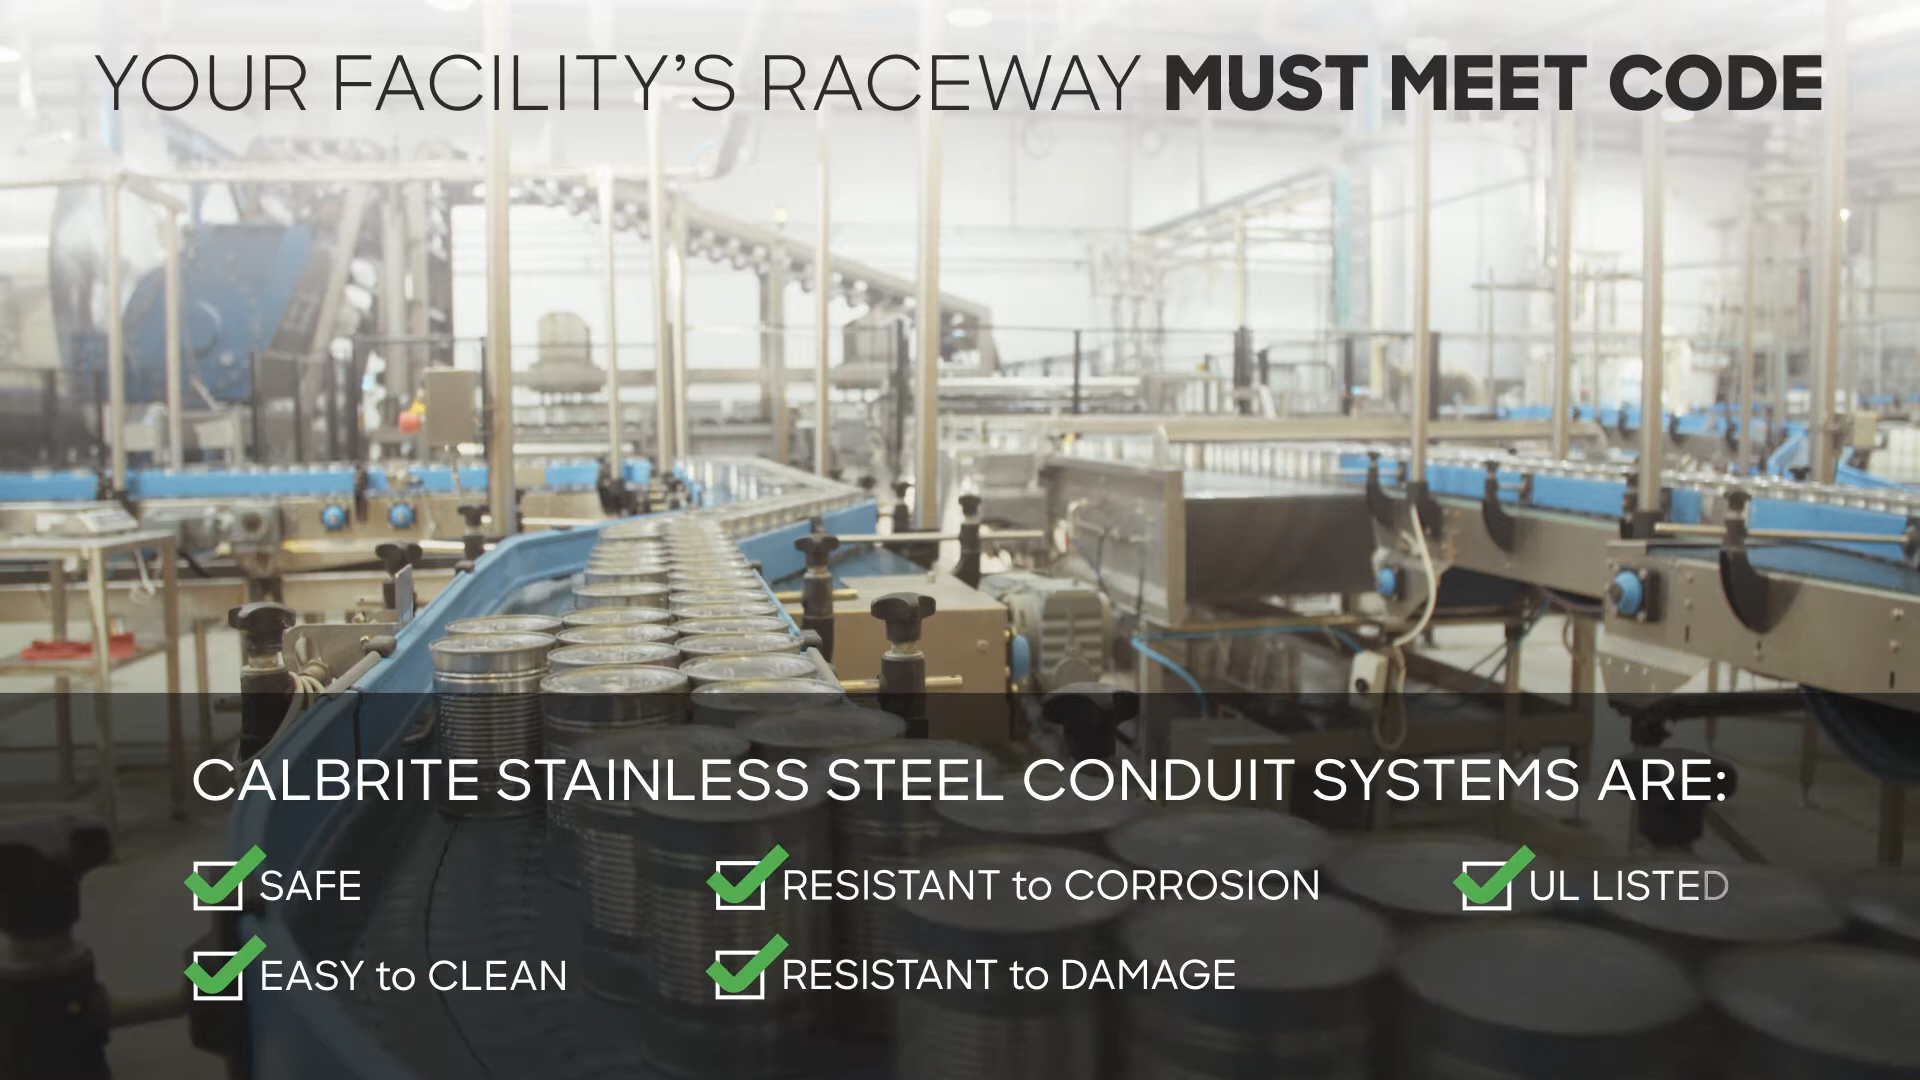 YOUR FACILITY’S RACEWAY MUST MEET CODE
CALBRITE STAINLESS STEEL CONDUIT SYSTEMS ARE:
SAFE
RESISTANT to CORROSION
UL LISTED
EASY to CLEAN
RESISTANT to DAMAGE